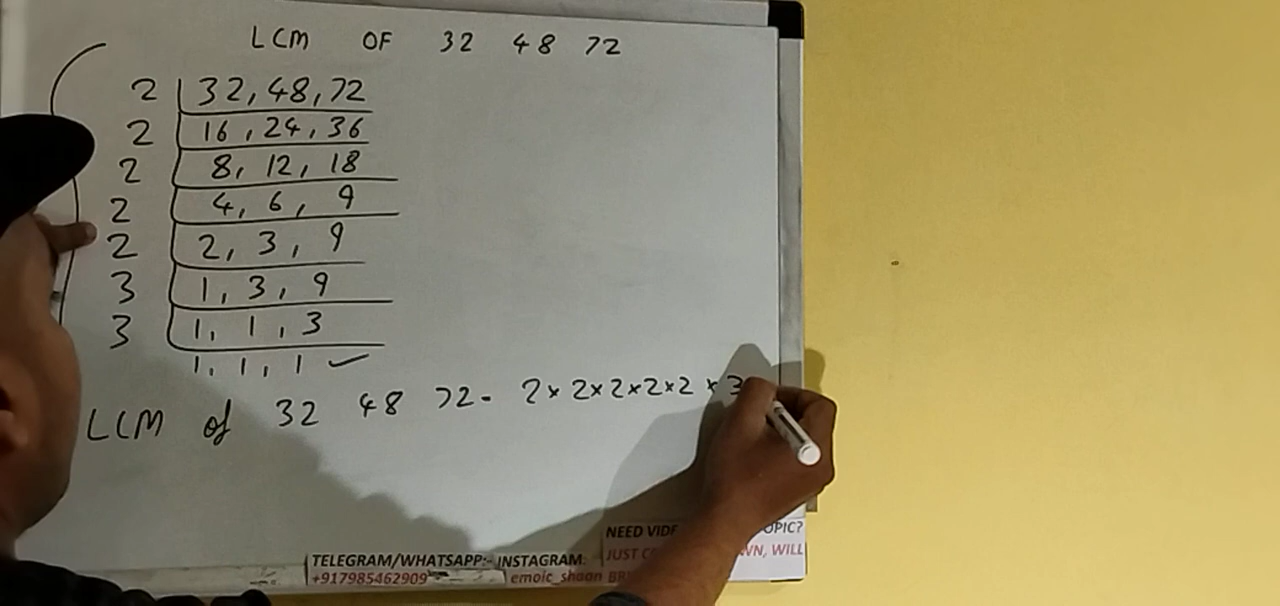 LCM OF 32 48 72
2 32, 48, 72
2 16, 24, 36
2 8, 12, 18
2 4, 6, 9
2 2, 3, 9
3 1, 3, 9
3 1, 1, 3
1, 1, 1 ✓
LCM of 32 48 72 - 2 × 2 × 2 × 2 × 2 × 3
NEED
JUST WN, WILL
TELEGRAM/WHATSAPP:- INSTAGRAM:
+917985462909 emoic_shaan